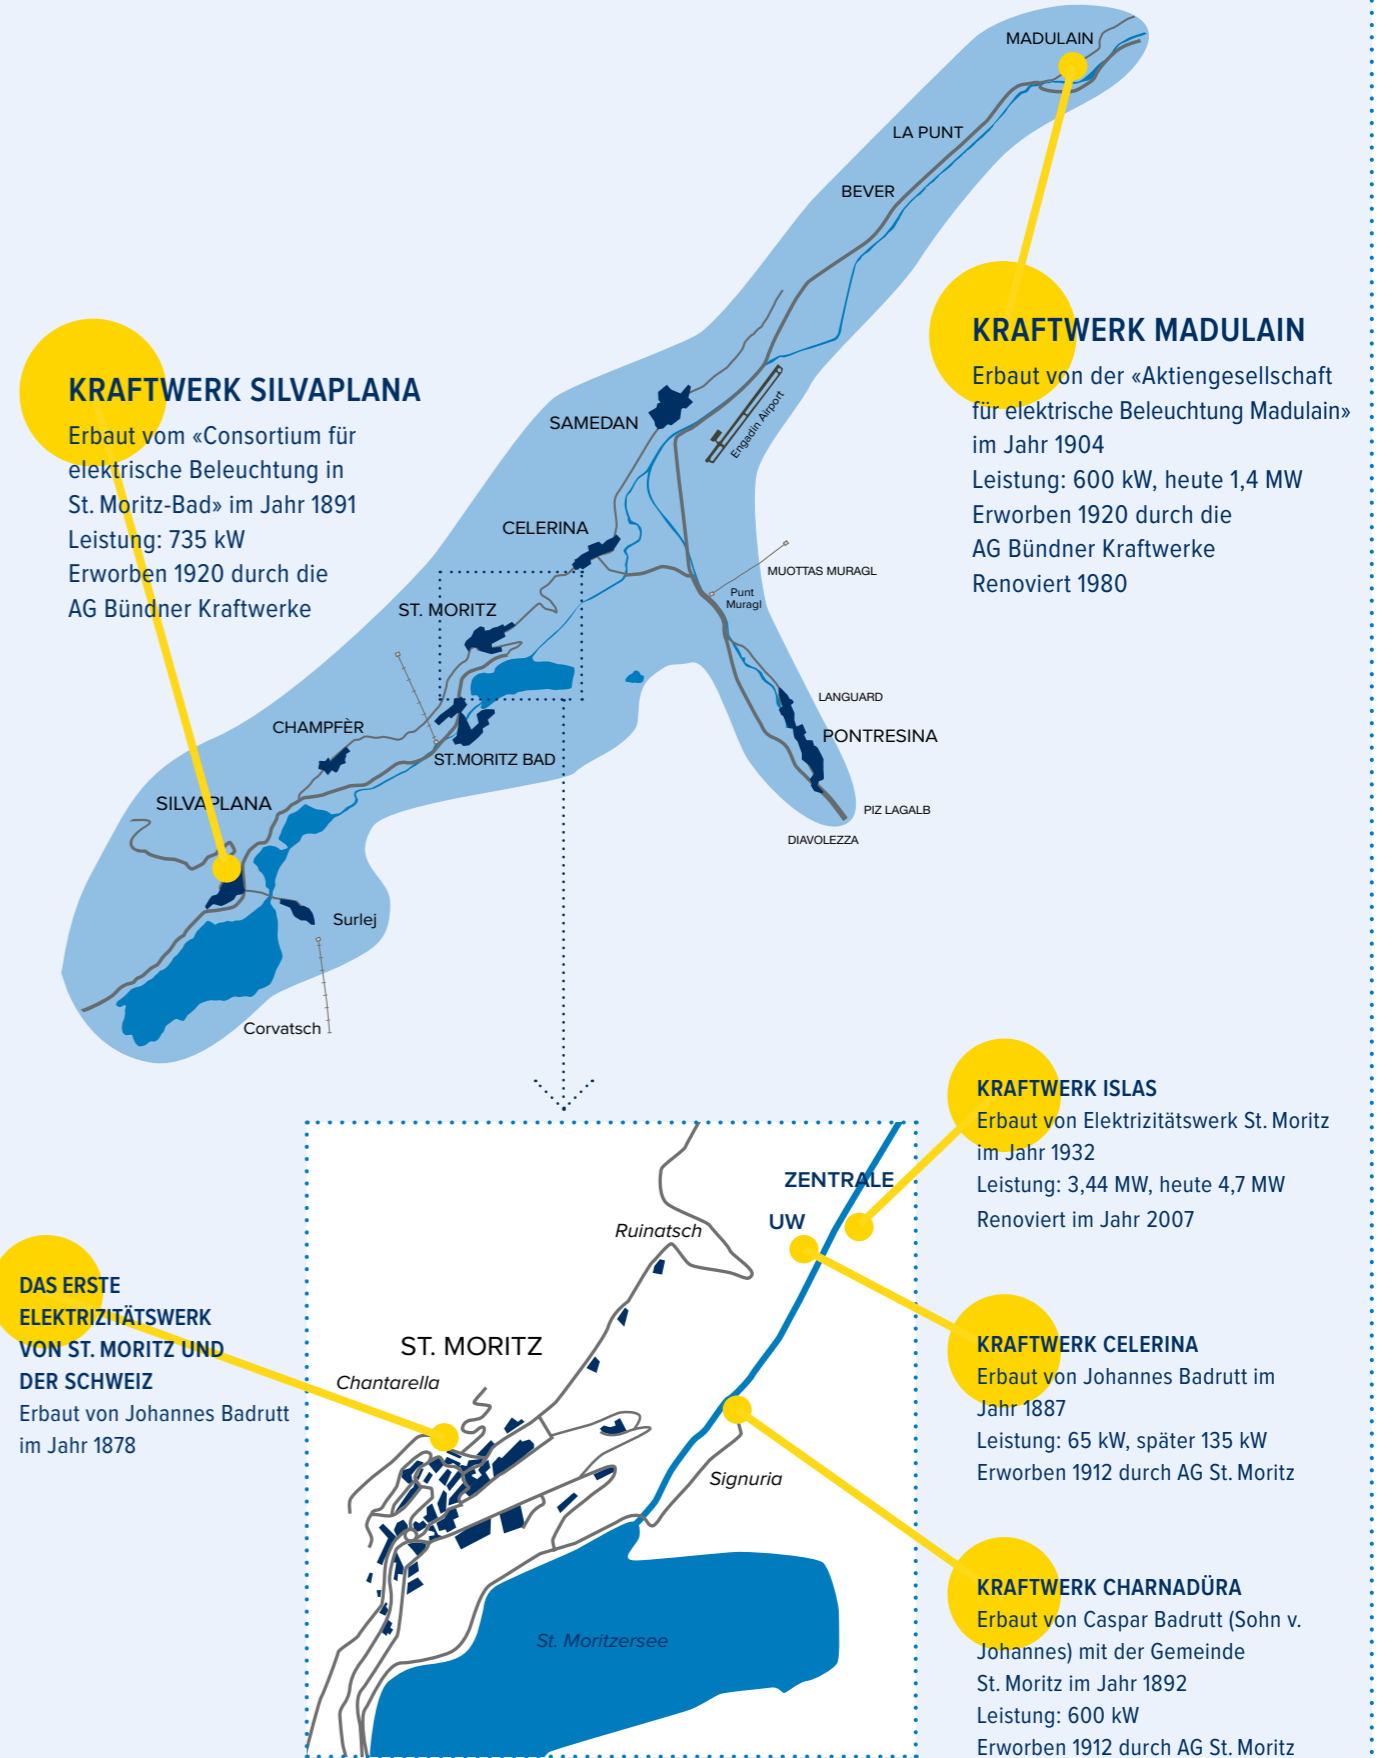 MADULAIN
LA PUNT
BEVER
SAMEDAN
Engadin Airport
CELERINA
MUOTTAS MURAGL
Punt
Muragl
ST. MORITZ
LANGUARD
PONTRESINA
CHAMPFÈR
ST.MORITZ BAD
SILVAPLANA
PIZ LAGALB
DIAVOLEZZA
Surlej
Corvatsch
KRAFTWERK SILVAPLANA
Erbaut vom «Consortium für
elektrische Beleuchtung in
St. Moritz-Bad» im Jahr 1891
Leistung: 735 kW
Erworben 1920 durch die
AG Bündner Kraftwerke
KRAFTWERK MADULAIN
Erbaut von der «Aktiengesellschaft
für elektrische Beleuchtung Madulain»
im Jahr 1904
Leistung: 600 kW, heute 1,4 MW
Erworben 1920 durch die
AG Bündner Kraftwerke
Renoviert 1980
ZENTRALE
UW
Ruinatsch
ST. MORITZ
Chantarella
Signuria
St. Moritzersee
DAS ERSTE
ELEKTRIZITÄTSWERK
VON ST. MORITZ UND
DER SCHWEIZ
Erbaut von Johannes Badrutt
im Jahr 1878
KRAFTWERK ISLAS
Erbaut von Elektrizitätswerk St. Moritz
im Jahr 1932
Leistung: 3,44 MW, heute 4,7 MW
Renoviert im Jahr 2007
KRAFTWERK CELERINA
Erbaut von Johannes Badrutt im
Jahr 1887
Leistung: 65 kW, später 135 kW
Erworben 1912 durch AG St. Moritz
KRAFTWERK CHARNADÜRA
Erbaut von Caspar Badrutt (Sohn v.
Johannes) mit der Gemeinde
St. Moritz im Jahr 1892
Leistung: 600 kW
Erworben 1912 durch AG St. Moritz